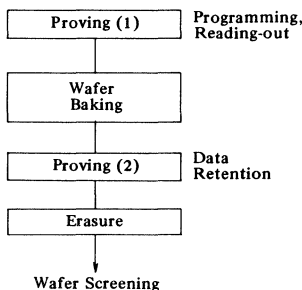 Proving (1)
Programming,
Reading-out
Wafer
Baking
Proving (2)
Data
Retention
Erasure
Wafer Screening